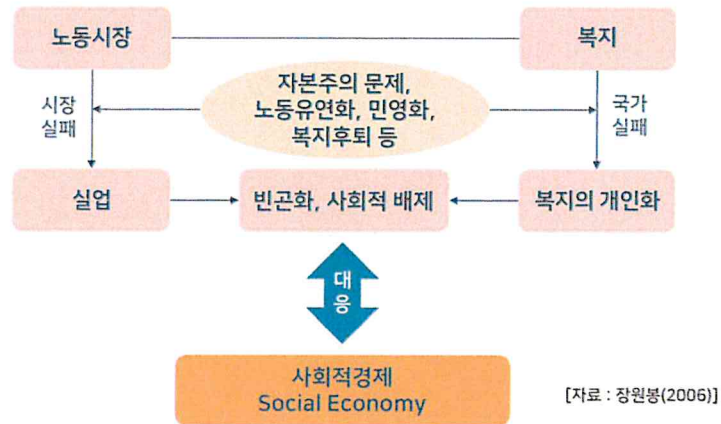 노동시장
복지
자본주의 문제,
노동유연화, 민영화,
복지후퇴 등
시장
실패
국가
실패
실업
빈곤화, 사회적 배제
복지의 개인화
대
응
사회적경제
Social Economy
[자료 : 장원봉(2006)]